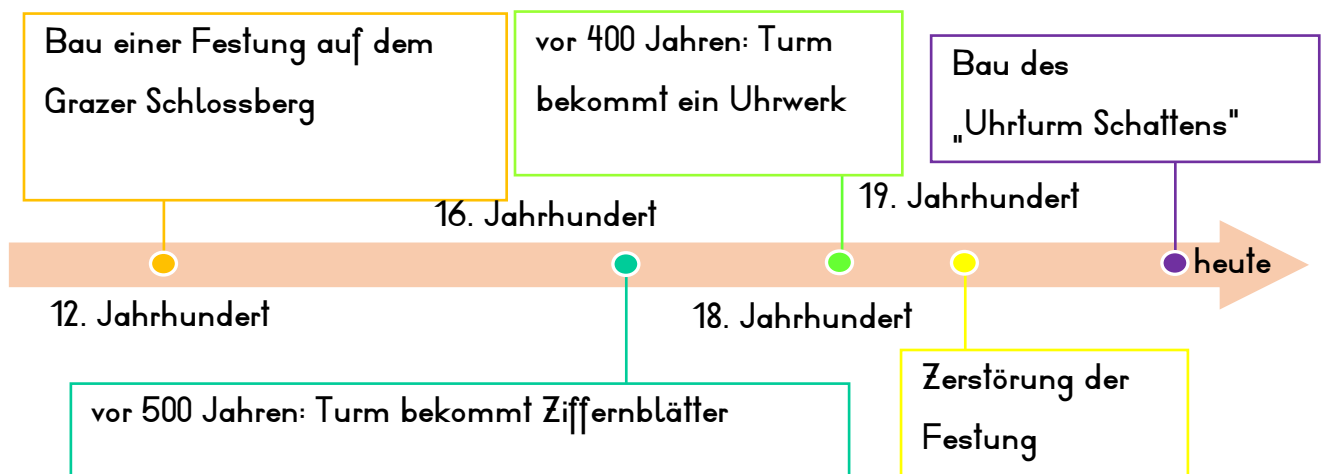 Bau einer Festung auf dem
Grazer Schlossberg
vor 400 Jahren: Turm
bekommt ein Uhrwerk
Bau des
„Uhrturm Schattens"
16. Jahrhundert
19. Jahrhundert
heute
12. Jahrhundert
18. Jahrhundert
vor 500 Jahren: Turm bekommt Ziffernblätter
Zerstörung der
Festung